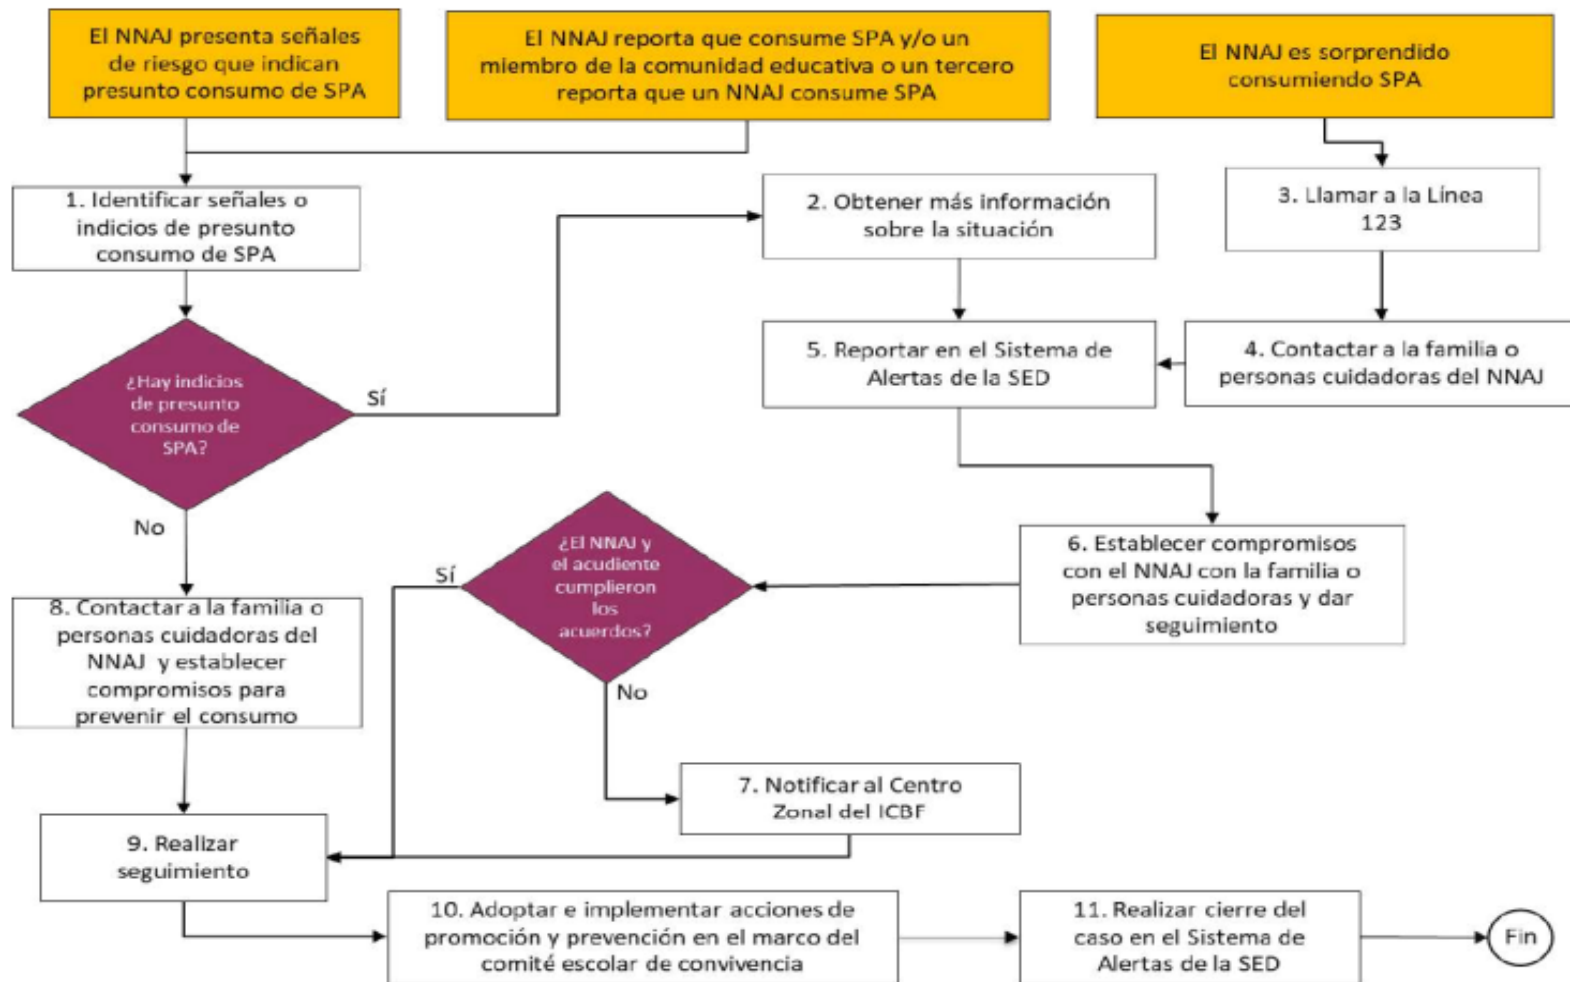 El NNAJ presenta señales
de riesgo que indican
presunto consumo de SPA
El NNAJ reporta que consume SPA y/o un
miembro de la comunidad educativa o un tercero
reporta que un NNAJ consume SPA
El NNAJ es sorprendido
consumiendo SPA
1. Identificar señales o
indicios de presunto
consumo de SPA
2. Obtener más información
sobre la situación
3. Llamar a la Línea
123
¿Hay indicios
de presunto
consumo de
SPA?
Sí
No
5. Reportar en el Sistema de
Alertas de la SED
4. Contactar a la familia o
personas cuidadoras del NNAJ
¿El NNAJ y
el acudiente
cumplieron
los
acuerdos?
Sí
No
6. Establecer compromisos
con el NNAJ con la familia o
personas cuidadoras y dar
seguimiento
8. Contactar a la familia o
personas cuidadoras del
NNAJ y establecer
compromisos para
prevenir el consumo
7. Notificar al Centro
Zonal del ICBF
9. Realizar
seguimiento
10. Adoptar e implementar acciones de
promoción y prevención en el marco del
comité escolar de convivencia
11. Realizar cierre del
caso en el Sistema de
Alertas de la SED
Fin